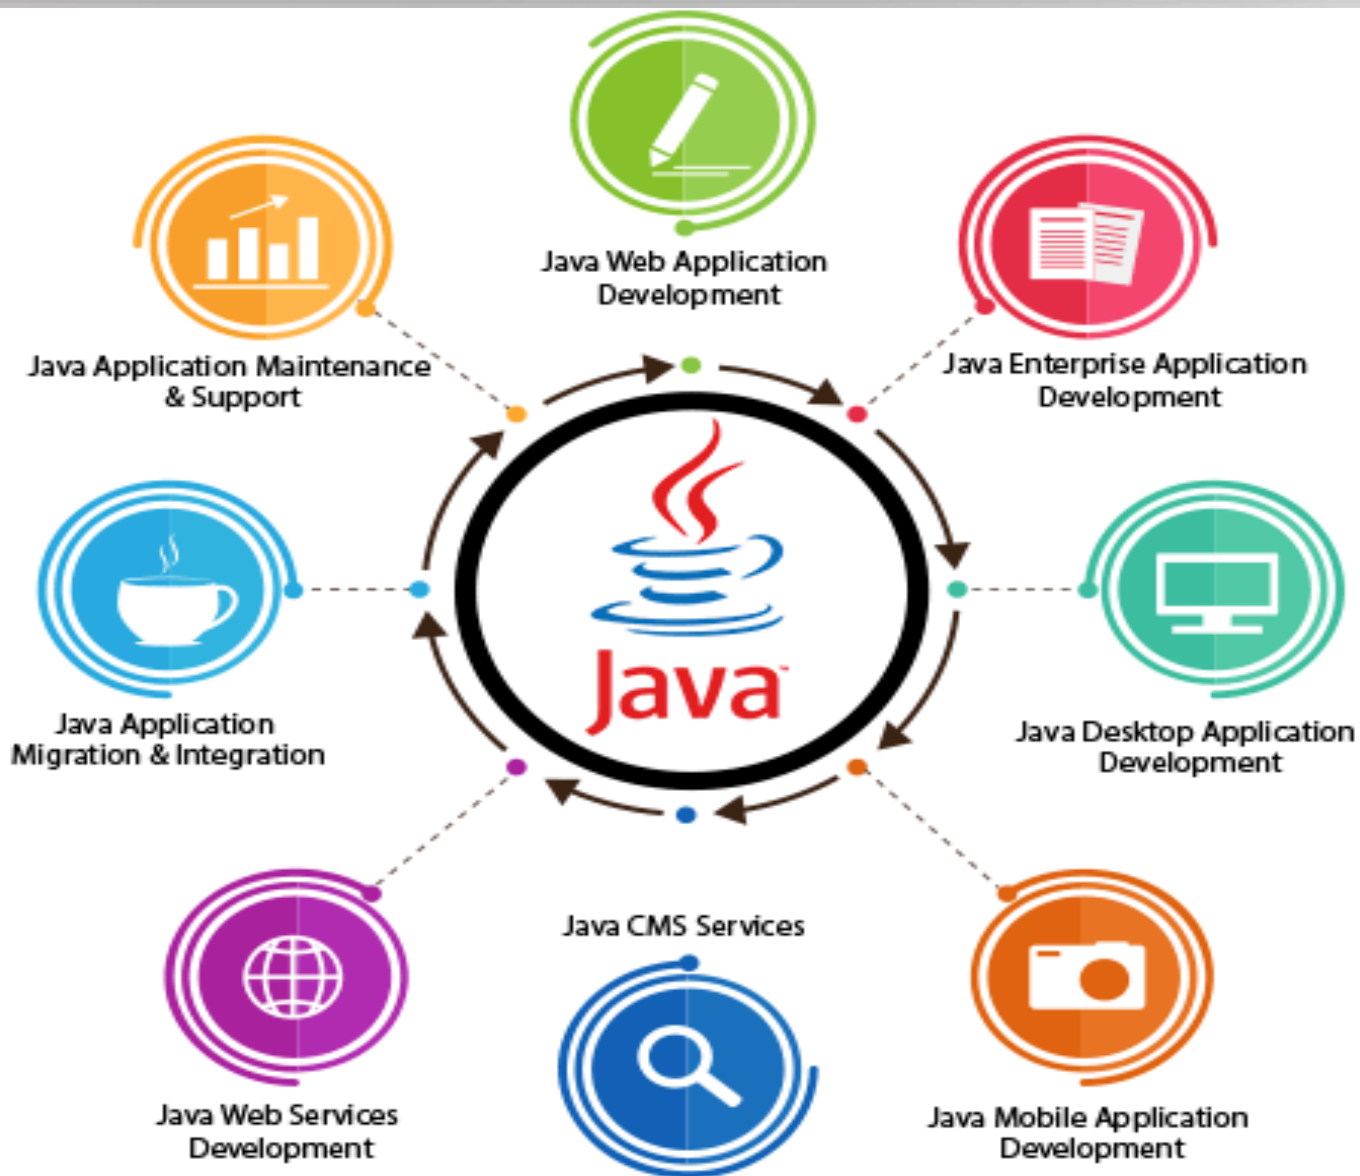 Java Web Application
Development
Java Application Maintenance
& Support
Java Enterprise Application
Development
Java™
Java Application
Migration & Integration
Java Desktop Application
Development
Java CMS Services
Java Web Services
Development
Java Mobile Application
Development